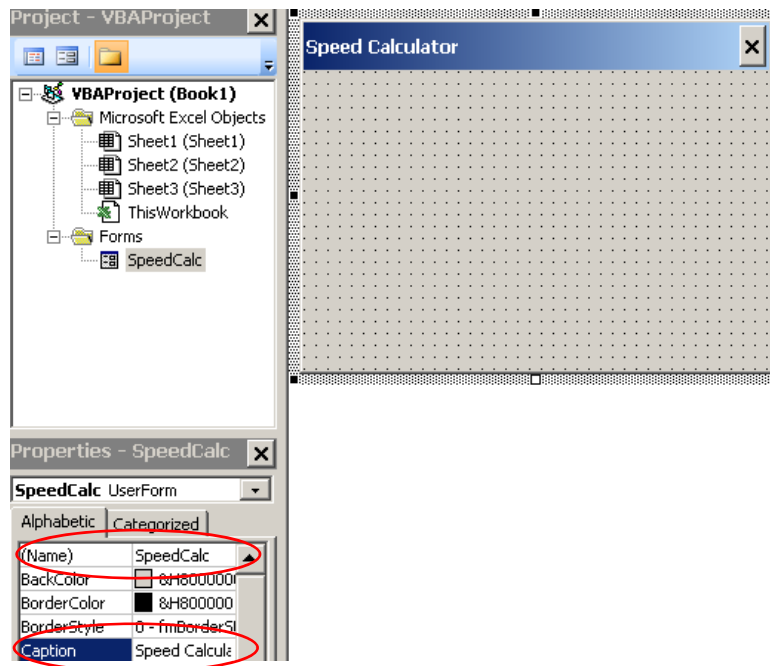 Project - VBAProject
VBAProject (Book1)
Microsoft Excel Objects
Sheet1 (Sheet1)
Sheet2 (Sheet2)
Sheet3 (Sheet3)
ThisWorkbook
Forms
SpeedCalc
Speed Calculator
Properties - SpeedCalc
SpeedCalc UserForm
Alphabetic Categorized
(Name) SpeedCalc
BackColor &H800000
BorderColor &H800000
BorderStyle 0 - fmBorderSt
Caption Speed Calcula